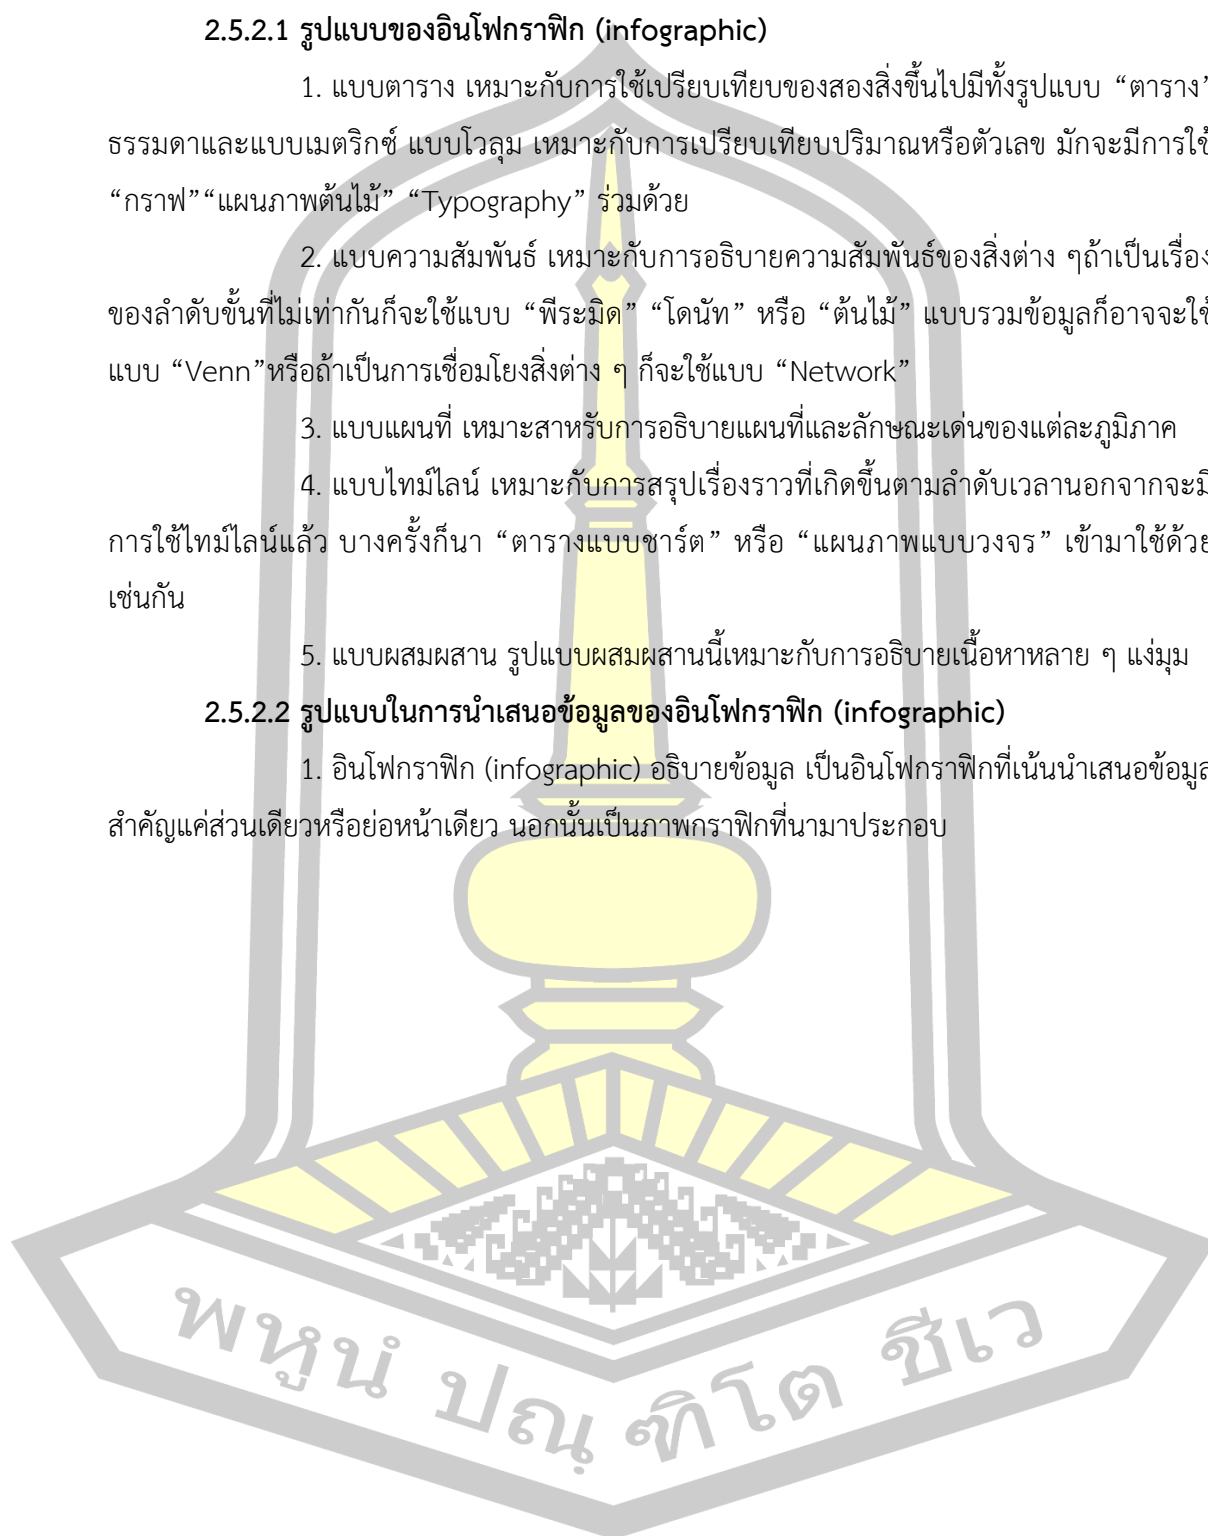 2.5.2.1 รูปแบบของอินโฟกราฟิก (infographic)
1. แบบตาราง เหมาะกับการใช้เปรียบเทียบของสองสิ่งขึ้นไปมีทั้งรูปแบบ “ตาราง”
ธรรมดาและแบบเมตริกซ์ แบบโวลุม เหมาะกับการเปรียบเทียบปริมาณหรือตัวเลข มักจะมีการใช้
“กราฟ”“แผนภาพต้นไม้” “Typography” ร่วมด้วย
2. แบบความสัมพันธ์ เหมาะกับการอธิบายความสัมพันธ์ของสิ่งต่าง ๆถ้าเป็นเรื่อง
ของลำดับขั้นที่ไม่เท่ากันก็จะใช้แบบ “พีระมิด” “โดนัท” หรือ “ต้นไม้” แบบรวมข้อมูลก็อาจจะใช้
แบบ “Venn”หรือถ้าเป็นการเชื่อมโยงสิ่งต่าง ๆ ก็จะใช้แบบ “Network”
3. แบบแผนที่ เหมาะสาหรับการอธิบายแผนที่และลักษณะเด่นของแต่ละภูมิภาค
4. แบบไทม์ไลน์ เหมาะกับการสรุปเรื่องราวที่เกิดขึ้นตามลำดับเวลานอกจากจะมี
การใช้ไทม์ไลน์แล้ว บางครั้งก็นา “ตารางแบบชาร์ต” หรือ “แผนภาพแบบวงจร” เข้ามาใช้ด้วย
เช่นกัน
5. แบบผสมผสาน รูปแบบผสมผสานนี้เหมาะกับการอธิบายเนื้อหาหลาย ๆ แง่มุม
2.5.2.2 รูปแบบในการนำเสนอข้อมูลของอินโฟกราฟิก (infographic)
1. อินโฟกราฟิก (infographic) อธิบายข้อมูล เป็นอินโฟกราฟิกที่เน้นนำเสนอข้อมูล
สำคัญแค่ส่วนเดียวหรือย่อหน้าเดียว นอกนั้นเป็นภาพกราฟิกที่นามาประกอบ
พหูนํ ปณฺฑิโต ชีเว